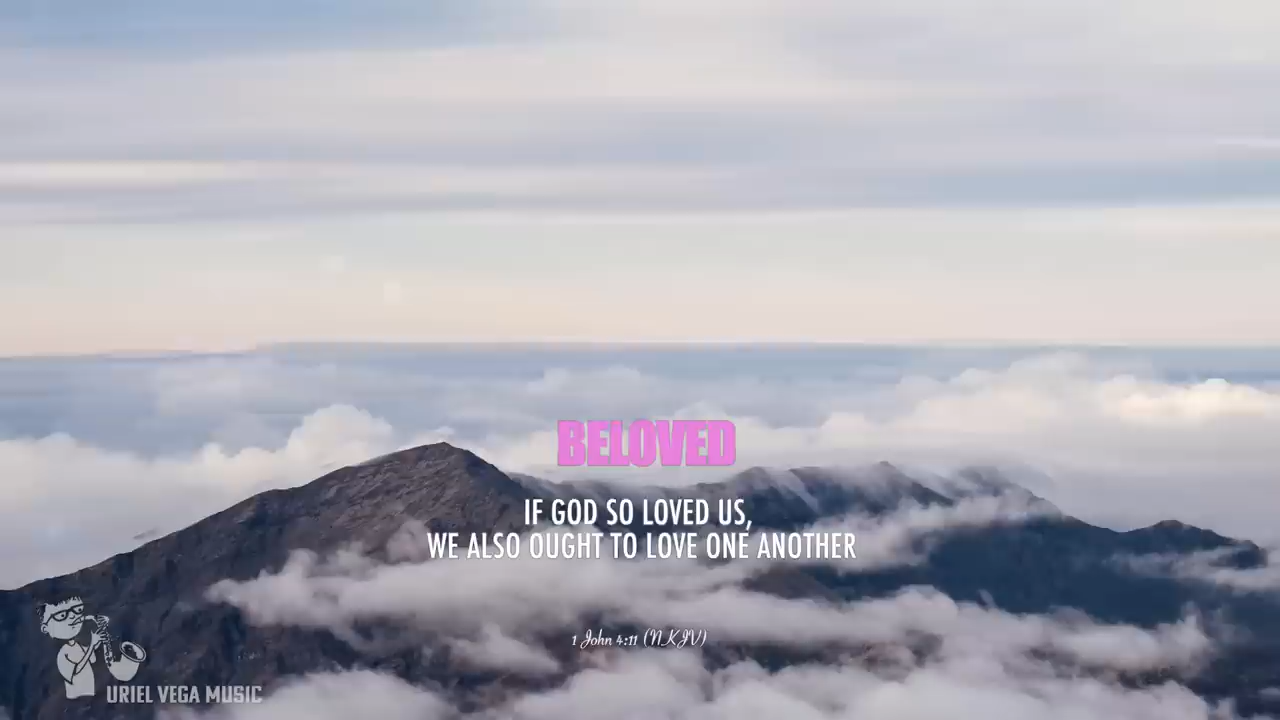 BELOVED
IF GOD SO LOVED US,
WE ALSO OUGHT TO LOVE ONE ANOTHER
1 John 4:11 (NKJV)
URIEL VEGA MUSIC